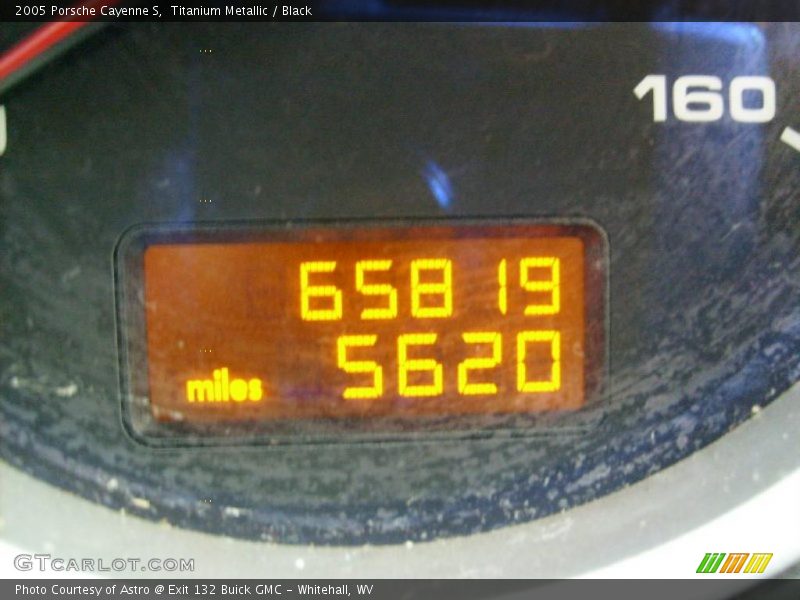 2005 Porsche Cayenne S,  Titanium Metallic / Black
160
65819
miles 5620
GTcarlot.com
Photo Courtesy of Astro @ Exit 132 Buick GMC – Whitehall, WV